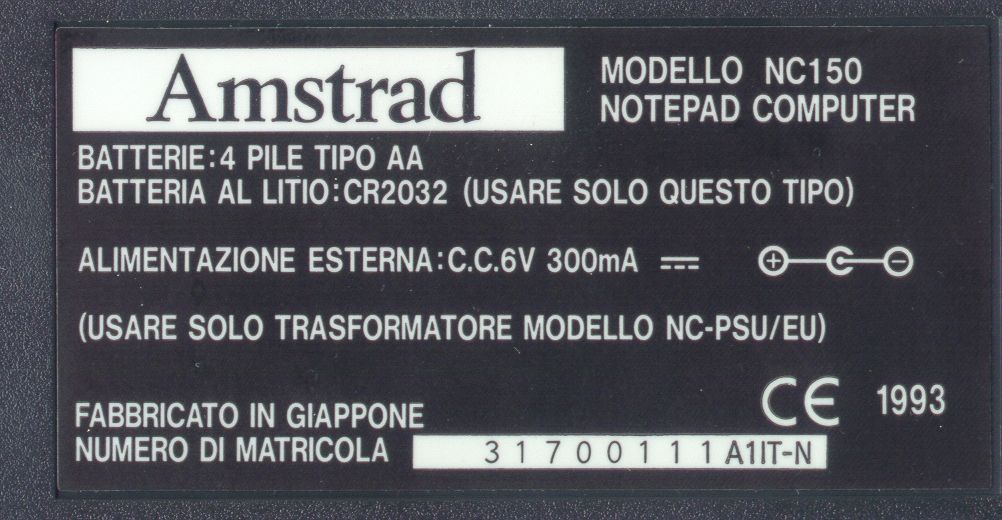 Amstrad
MODELLO NC150
NOTEPAD COMPUTER
BATTERIE:4 PILE TIPO AA
BATTERIA AL LITIO:CR2032 (USARE SOLO QUESTO TIPO)
ALIMENTAZIONE ESTERNA:C.C.6V 300mA
(USARE SOLO TRASFORMATORE MODELLO NC-PSU/EU)
CE 1993
FABBRICATO IN GIAPPONE
NUMERO DI MATRICOLA 31700111A1IT-N